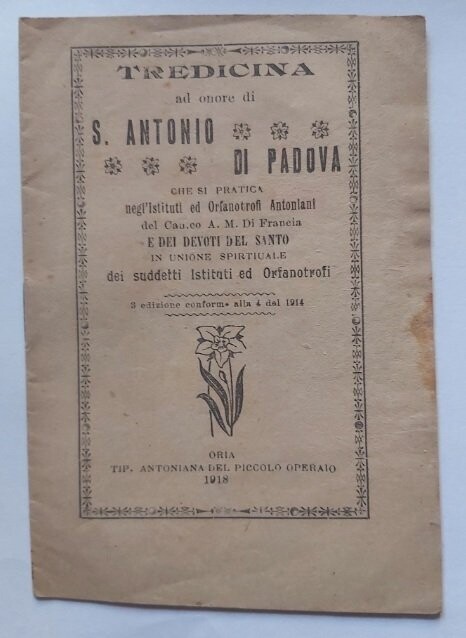 TREDICINA
ad onore di
S. ANTONIO
DI PADOVA
CHE SI PRATICA
negl'Istituti ed Orfanotrofi Antoniani
del Can.co A. M. Di Francia
E DEI DEVOTI DEL SANTO
IN UNIONE SPIRTIUALE
dei suddetti Istituti ed Orfanotrofi
3 edizione conforme alla 4 del 1914
ORIA
TIP. ANTONIANA DEL PICCOLO OPERAIO
1918